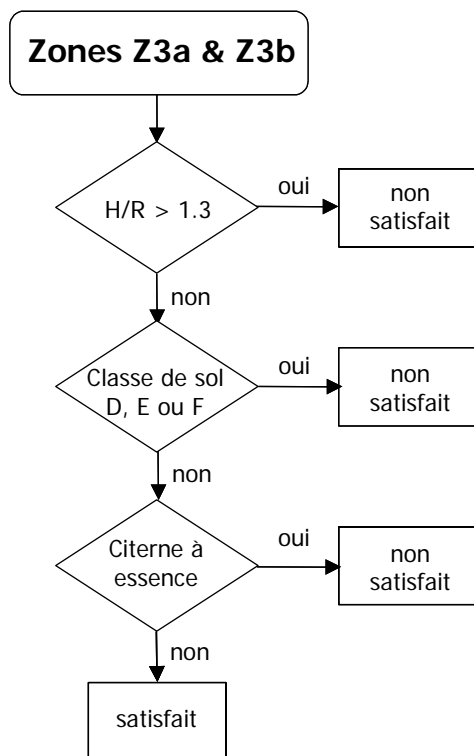 Zones Z3a & Z3b
H/R > 1.3
oui
non
satisfait
non
Classe de sol
D, E ou F
oui
non
satisfait
non
Citerne à
essence
oui
non
satisfait
non
satisfait